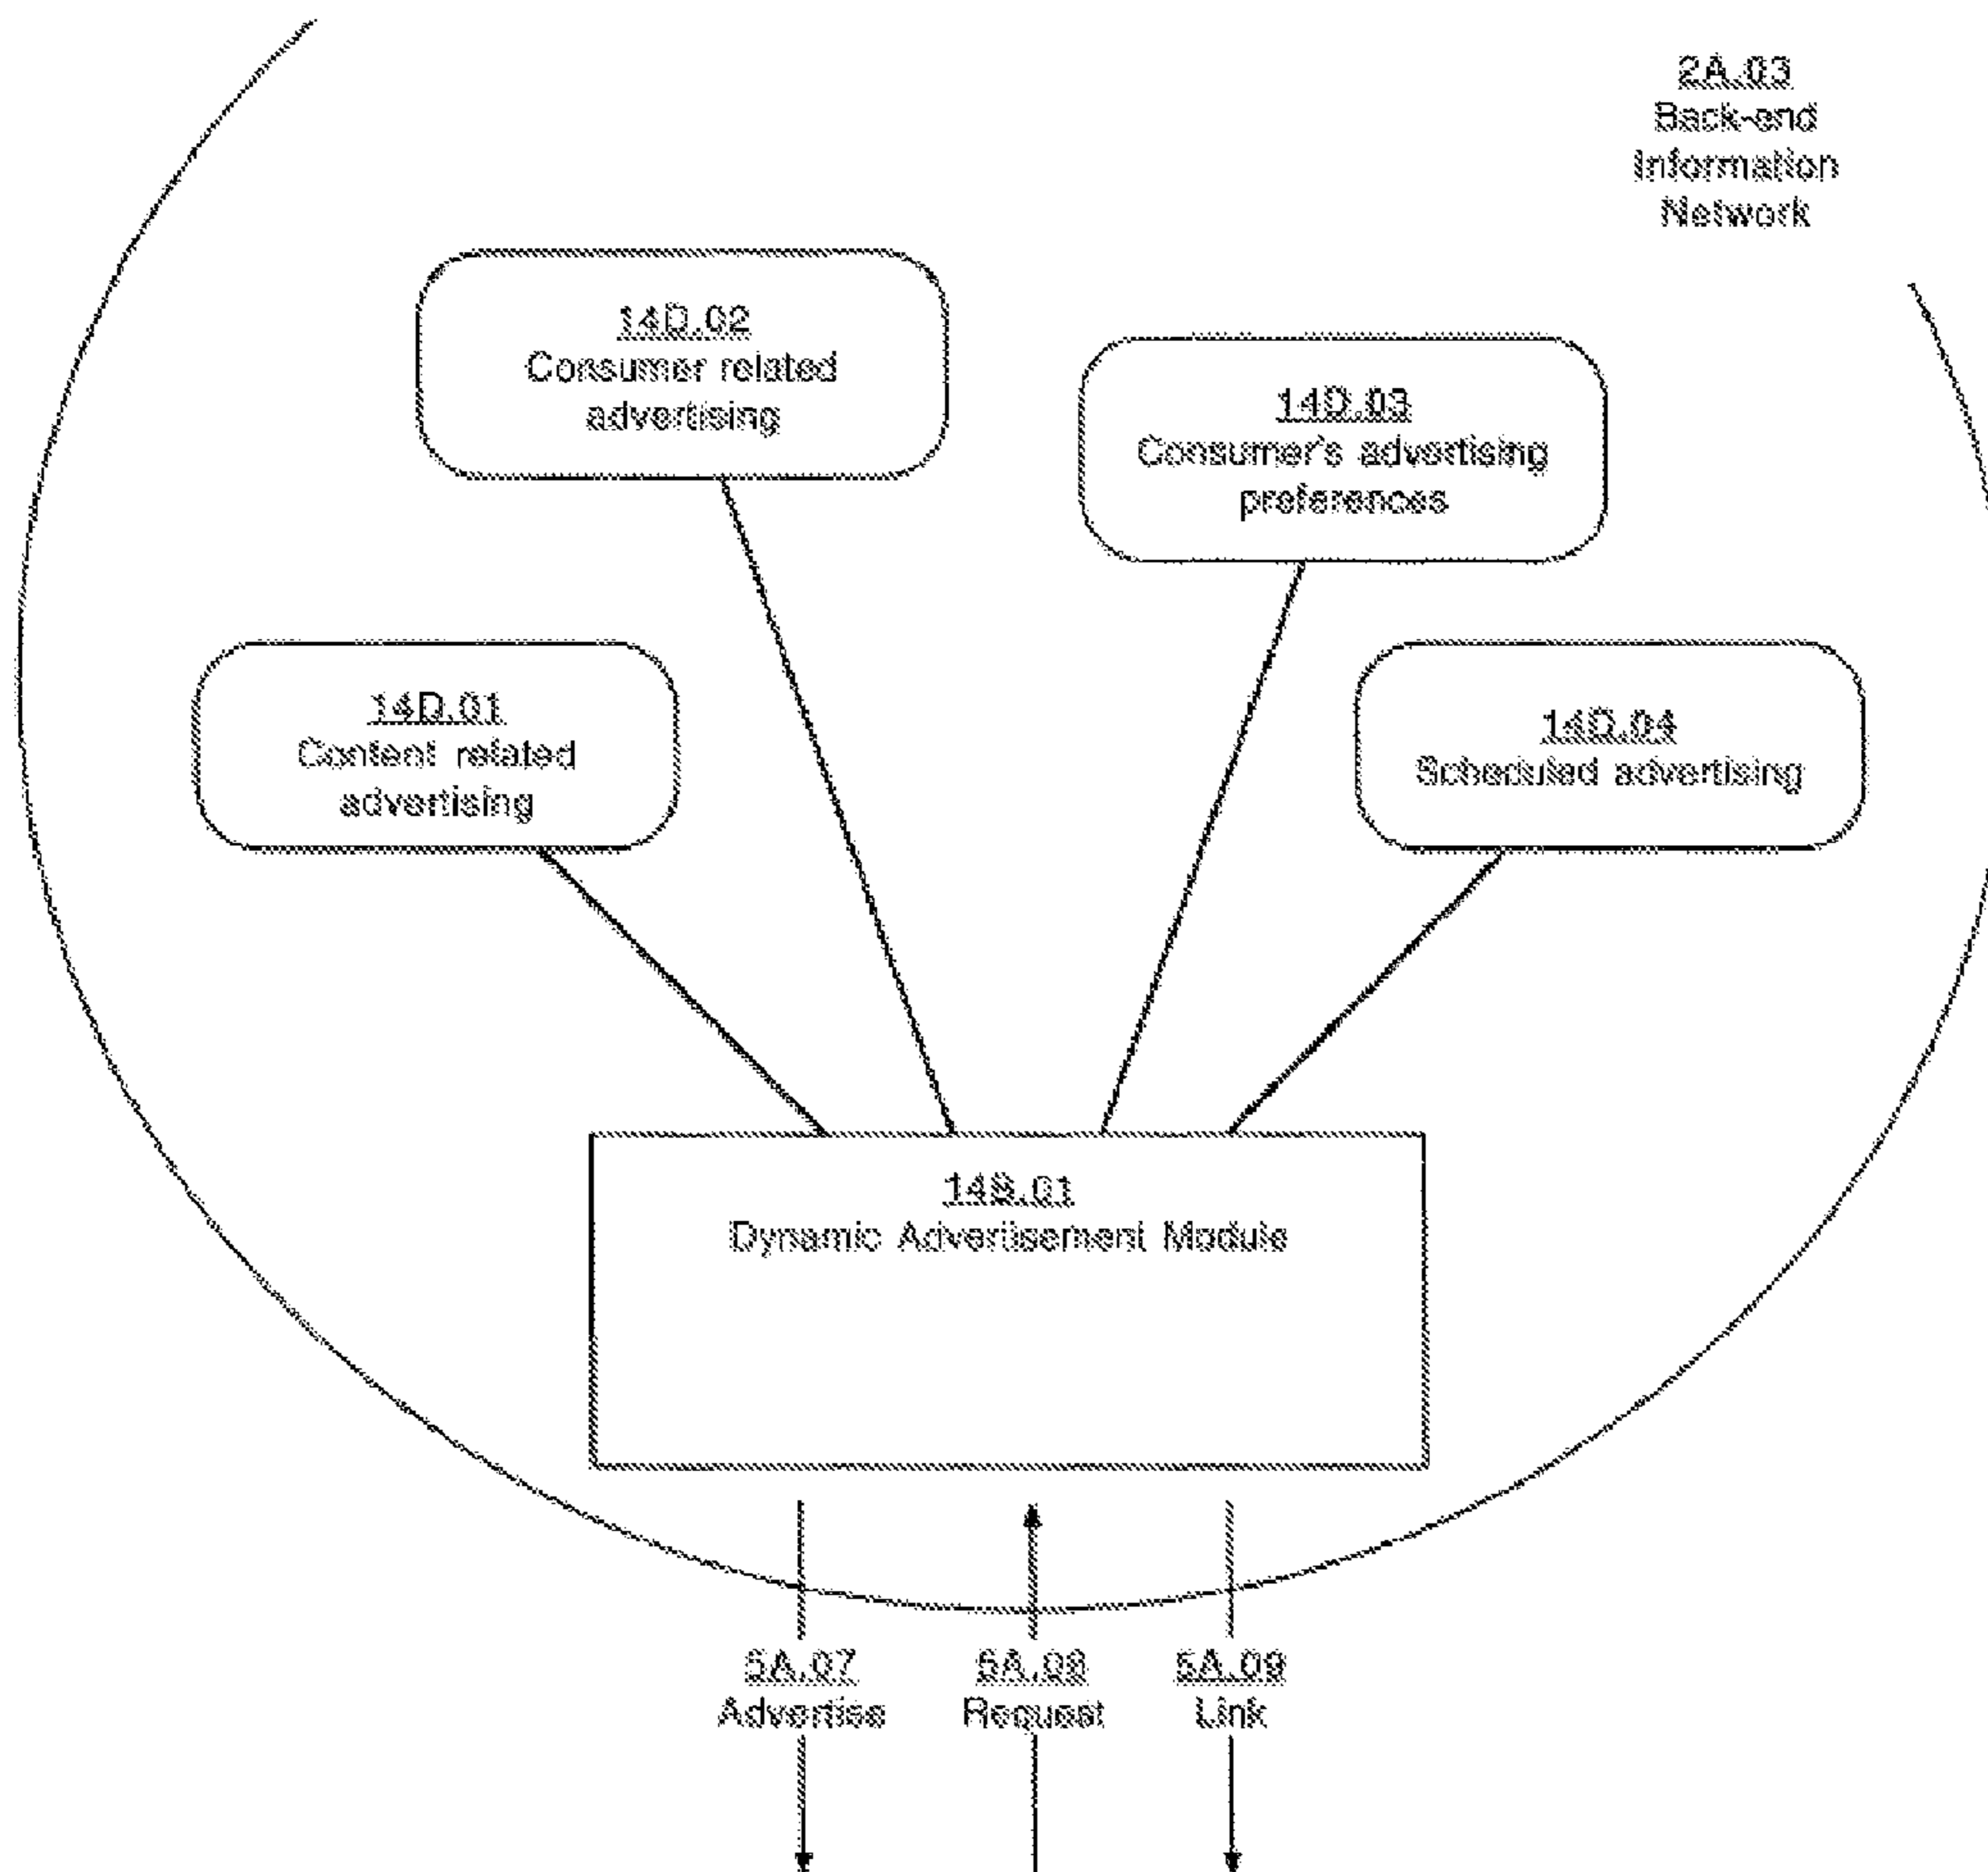 2A.03
Back-end
Information
Network
14D.02
Consumer related
advertising
14D.03
Consumer's advertising
preferences
14D.01
Content related
advertising
14D.04
Scheduled advertising
14B.01
Dynamic Advertisement Module
5A.07
Advertise
5A.08
Request
5A.09
Link